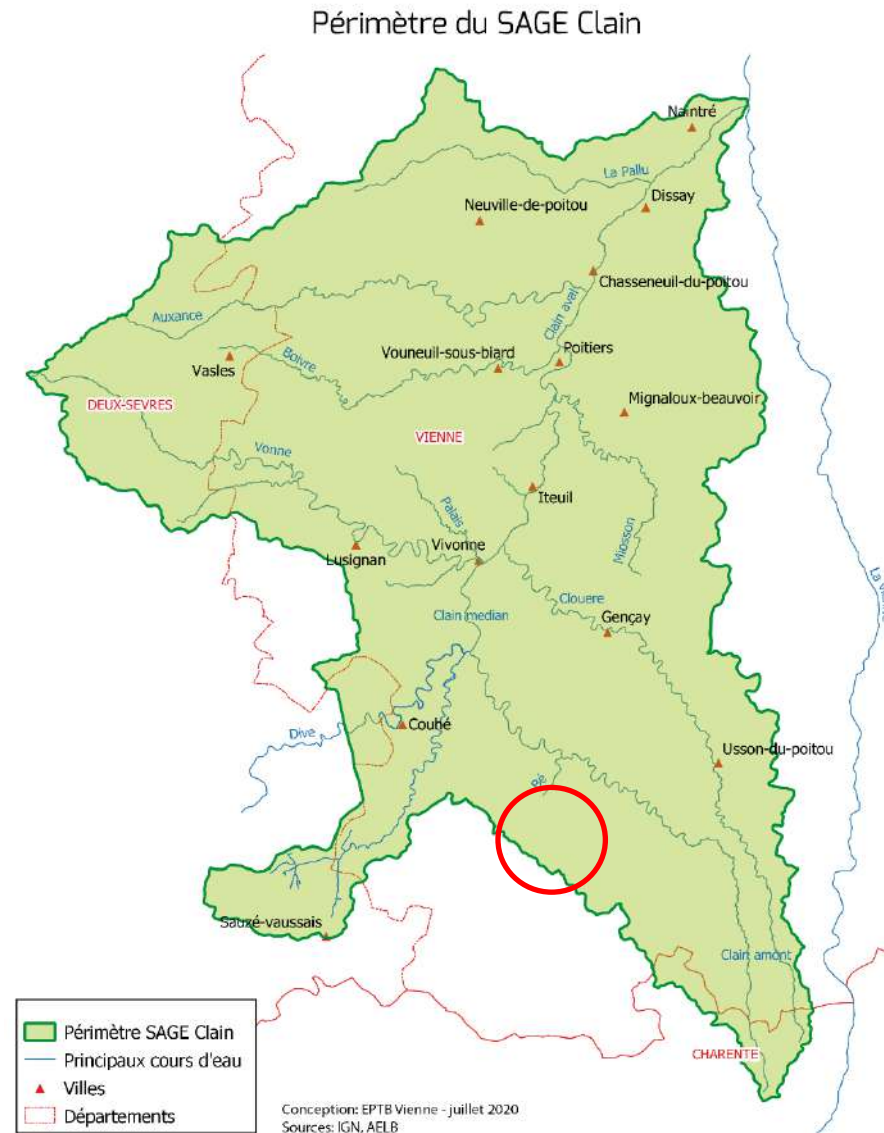 Périmètre du SAGE Clain
Naintré
La Pallu
Dissay
Neuville-de-poitou
Chasseneuil-du-poitou
Auxance
Clain aval
Vasles
Boivre
Vouneuil-sous-biard
Poitiers
DEUX-SEVRES
Mignaloux-beauvoir
VIENNE
Vonne
Iteuil
Palais
Miosson
Lusignan
Vivonne
Clouere
Clain median
Gençay
Dive
Couhé
Usson-du-poitou
Sauzé-vaussais
Clain amont
CHARENTE
Périmètre SAGE Clain
Principaux cours d'eau
Villes
Départements
Conception: EPTB Vienne - juillet 2020
Sources: IGN, AELB